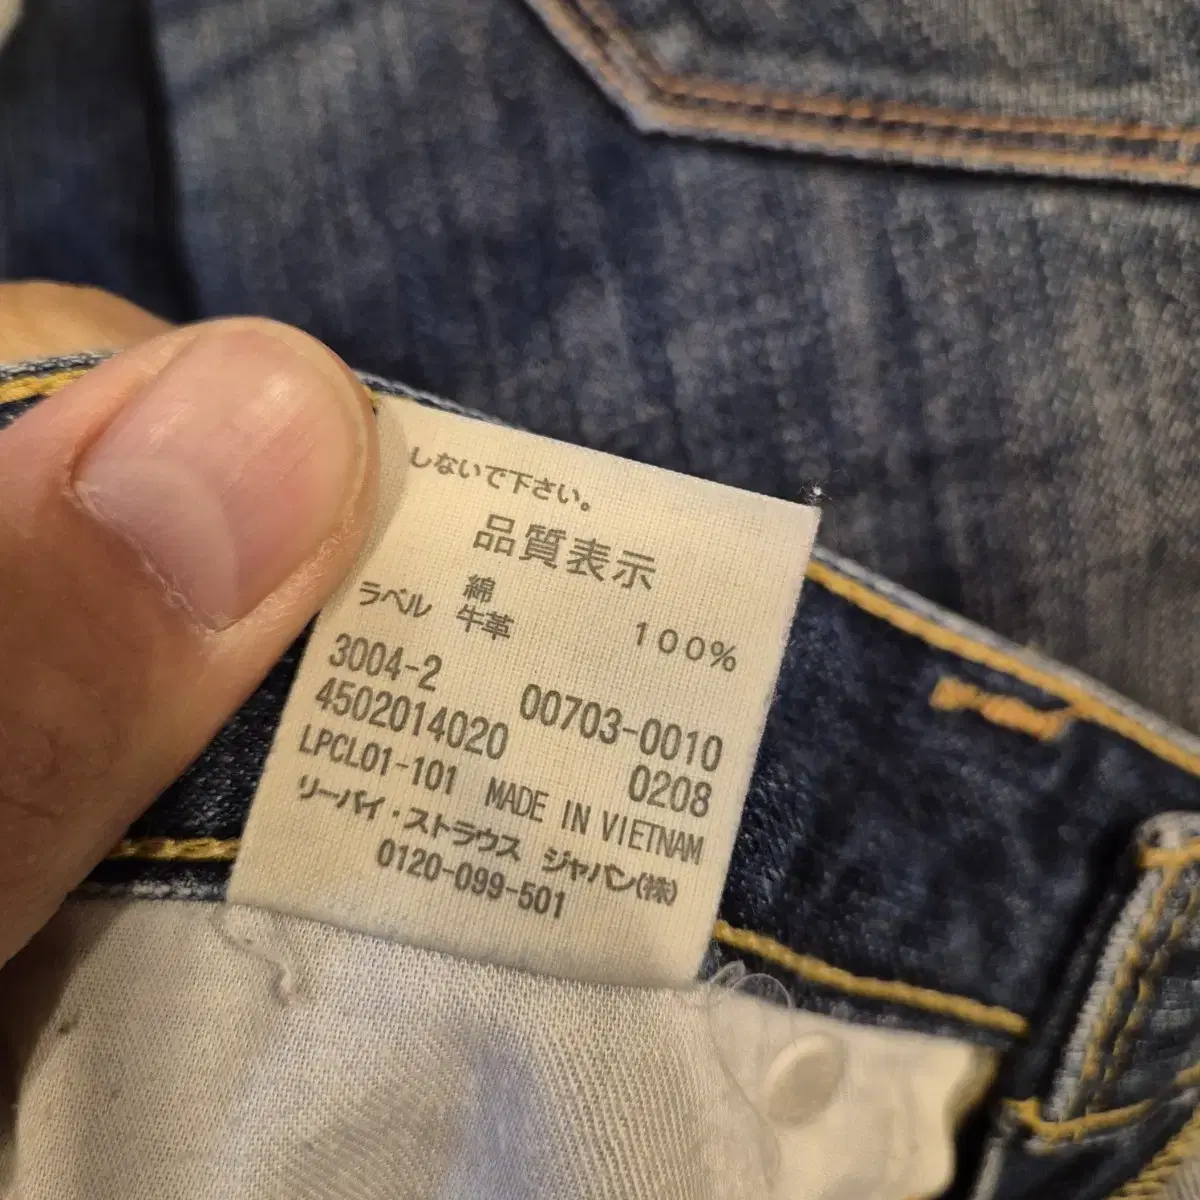 しないで下さい。
品質表示
綿 100%
ラベル 牛革
3004-2 00703-0010
4502014020 0208
LPCL01-101 MADE IN VIETNAM
リーバイ・ストラウス ジャパン(株)
0120-099-501